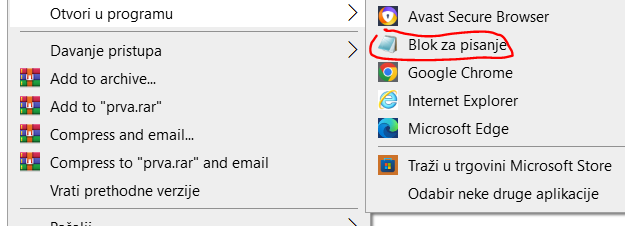 Otvori u programu
Davanje pristupa
Add to archive...
Add to "prva.rar"
Compress and email...
Compress to "prva.rar" and email
Vrati prethodne verzije
Avast Secure Browser
Blok za pisanje
Google Chrome
Internet Explorer
Microsoft Edge
Traži u trgovini Microsoft Store
Odabir neke druge aplikacije